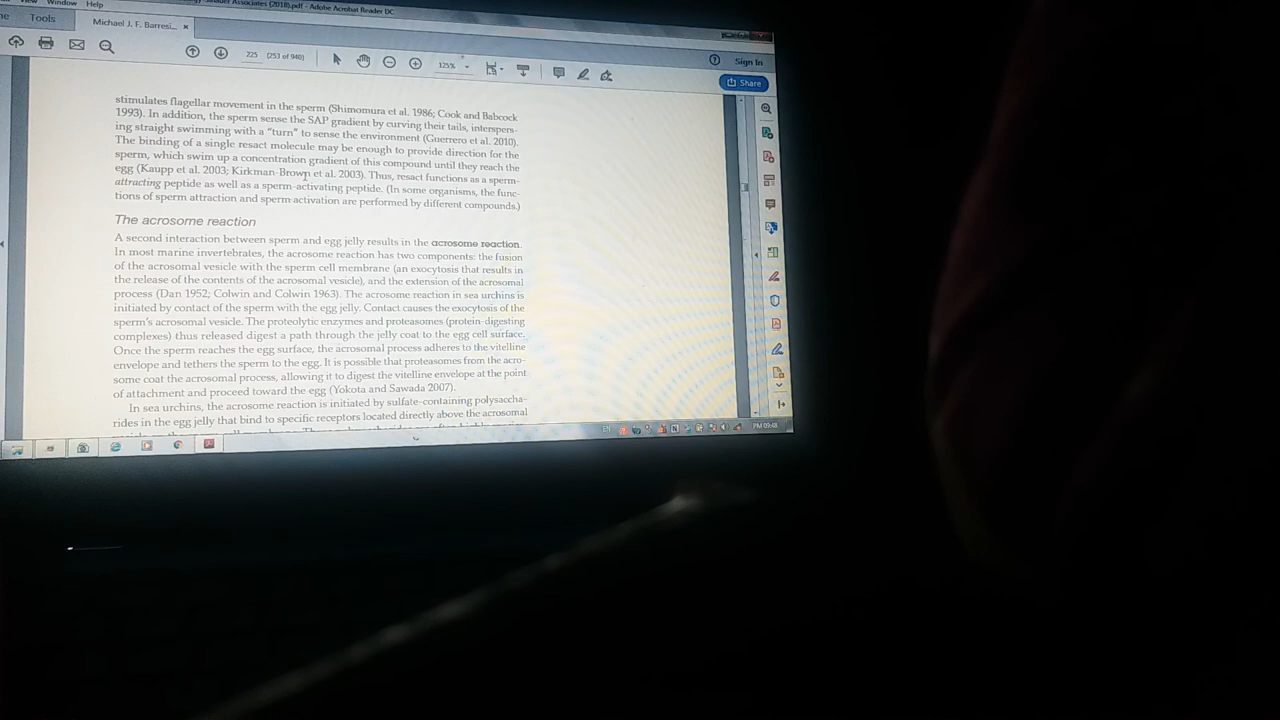 Window Help
Associates (2018).pdf - Adobe Acrobat Reader DC
Tools
Michael J. F. Barresi...
225 (253 of 940)
125%
Sign In
Share
stimulates flagellar movement in the sperm (Shimomura et al. 1986; Cook and Babcock
1993). In addition, the sperm sense the SAP gradient by curving their tails, interspers-
ing straight swimming with a "turn" to sense the environment (Guerrero et al. 2010).
The binding of a single resact molecule may be enough to provide direction for the
sperm, which swim up a concentration gradient of this compound until they reach the
egg (Kaupp et al. 2003; Kirkman-Brown et al. 2003). Thus, resact functions as a sperm-
attracting peptide as well as a sperm-activating peptide. (In some organisms, the func-
tions of sperm attraction and sperm activation are performed by different compounds.)
The acrosome reaction
A second interaction between sperm and egg jelly results in the acrosome reaction.
In most marine invertebrates, the acrosome reaction has two components: the fusion
of the acrosomal vesicle with the sperm cell membrane (an exocytosis that results in
the release of the contents of the acrosomal vesicle), and the extension of the acrosomal
process (Dan 1952; Colwin and Colwin 1963). The acrosome reaction in sea urchins is
initiated by contact of the sperm with the egg jelly. Contact causes the exocytosis of the
sperm's acrosomal vesicle. The proteolytic enzymes and proteasomes (protein-digesting
complexes) thus released digest a path through the jelly coat to the egg cell surface.
Once the sperm reaches the egg surface, the acrosomal process adheres to the vitelline
envelope and tethers the sperm to the egg. It is possible that proteasomes from the acro-
some coat the acrosomal process, allowing it to digest the vitelline envelope at the point
of attachment and proceed toward the egg (Yokota and Sawada 2007).
In sea urchins, the acrosome reaction is initiated by sulfate-containing polysaccha-
rides in the egg jelly that bind to specific receptors located directly above the acrosomal
EN
PM 09:48